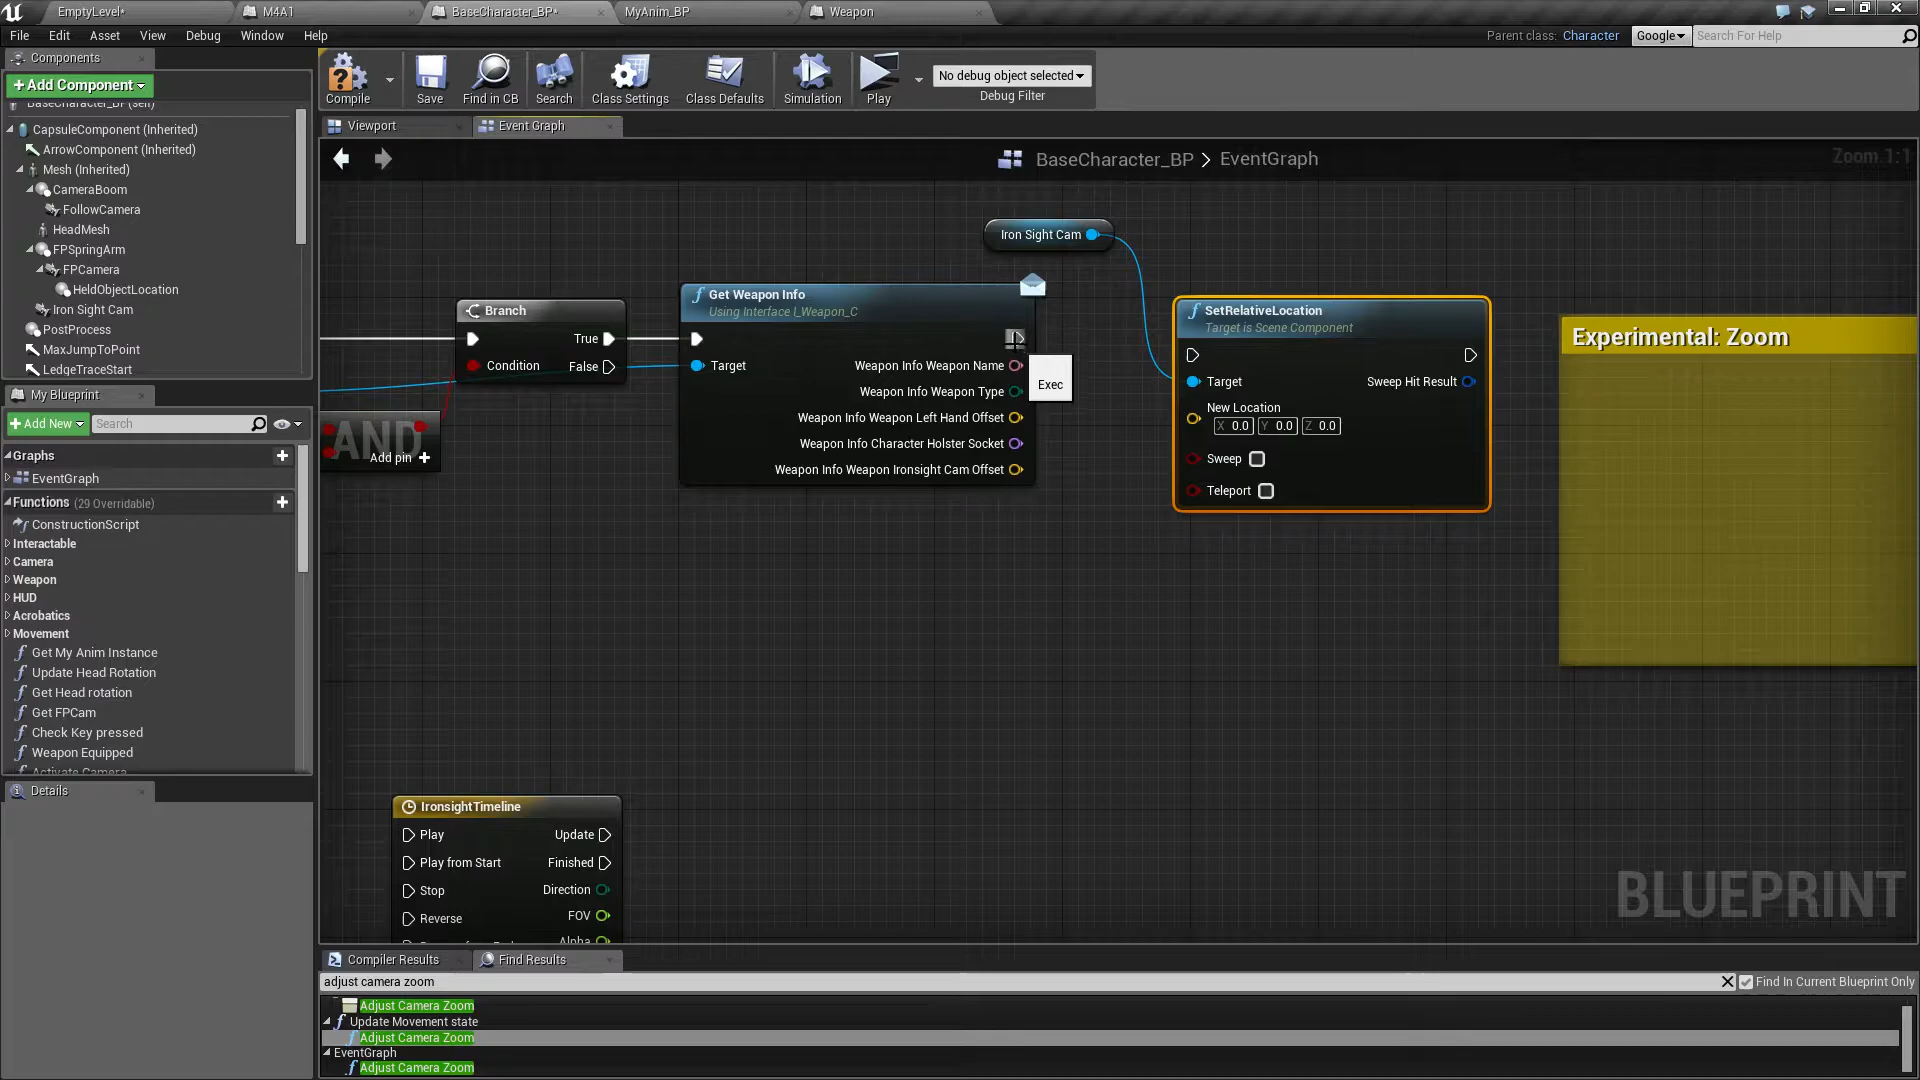 EmptyLevel*
M4A1
BaseCharacter_BP*
MyAnim_BP
Weapon
File Edit Asset View Debug Window Help
Parent class: Character
Google
Search For Help
Components
+Add Component
BaseCharacter_BP (self)
CapsuleComponent (Inherited)
ArrowComponent (Inherited)
Mesh (Inherited)
CameraBoom
FollowCamera
HeadMesh
FPSpringArm
FPCamera
HeldObjectLocation
Iron Sight Cam
PostProcess
MaxJumpToPoint
LedgeTraceStart
Compile
Save
Find in CB
Search
Class Settings
Class Defaults
Simulation
Play
No debug object selected
Debug Filter
Viewport
Event Graph
BaseCharacter_BP > EventGraph
Zoom 1:1
My Blueprint
+Add New
Search
Graphs
EventGraph
Functions (29 Overridable)
ConstructionScript
Interactable
Camera
Weapon
HUD
Acrobatics
Movement
Get My Anim Instance
Update Head Rotation
Get Head rotation
Get FPCam
Check Key pressed
Weapon Equipped
Activate Camera
Details
Iron Sight Cam
Branch
True
Condition
False
AND
Add pin +
Get Weapon Info
Using Interface I_Weapon_C
Target
Weapon Info Weapon Name
Weapon Info Weapon Type
Weapon Info Weapon Left Hand Offset
Weapon Info Character Holster Socket
Weapon Info Weapon Ironsight Cam Offset
Exec
SetRelativeLocation
Target is Scene Component
Target
Sweep Hit Result
New Location
X 0.0 Y 0.0 Z 0.0
Sweep
Teleport
Experimental: Zoom
IronsightTimeline
Play
Update
Play from Start
Finished
Stop
Direction
Reverse
FOV
Alpha
BLUEPRINT
Compiler Results
Find Results
adjust camera zoom
Find In Current Blueprint Only
Adjust Camera Zoom
Update Movement state
Adjust Camera Zoom
EventGraph
Adjust Camera Zoom